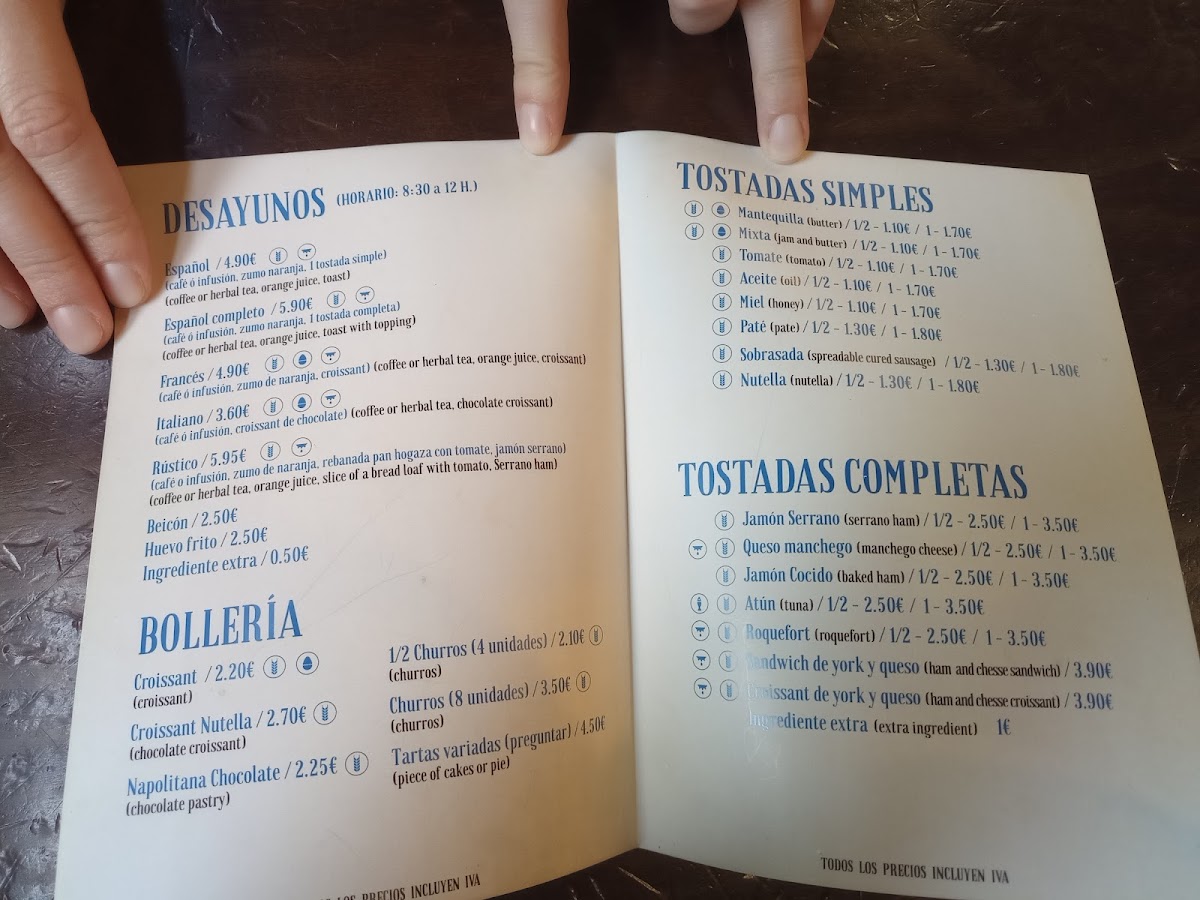 DESAYUNOS (HORARIO: 8:30 a 12 H.)
Español / 4.90€
(café ó infusión, zumo naranja, 1 tostada simple)
(coffee or herbal tea, orange juice, toast)
Español completo / 5.90€
(café ó infusión, zumo naranja, 1 tostada completa)
(coffee or herbal tea, orange juice, toast with topping)
Francés / 4.90€
(café ó infusión, zumo de naranja, croissant) (coffee or herbal tea, orange juice, croissant)
Italiano / 3.60€
(café ó infusión, croissant de chocolate) (coffee or herbal tea, chocolate croissant)
Rústico / 5.95€
(café o infusión, zumo de naranja, rebanada pan hogaza con tomate, jamón serrano)
(coffee or herbal tea, orange juice, slice of a bread loaf with tomato, Serrano ham)
Beicón / 2.50€
Huevo frito / 2.50€
Ingrediente extra / 0.50€
BOLLERÍA
Croissant / 2.20€
(croissant)
Croissant Nutella / 2.70€
(chocolate croissant)
Napolitana Chocolate / 2.25€
(chocolate pastry)
1/2 Churros (4 unidades) / 2.10€
(churros)
Churros (8 unidades) / 3.50€
(churros)
Tartas variadas (preguntar) / 4.50€
(piece of cakes or pie)
LOS PRECIOS INCLUYEN IVA
TOSTADAS SIMPLES
Mantequilla (butter) / 1/2 - 1.10€ / 1 - 1.70€
Mixta (jam and butter) / 1/2 - 1.10€ / 1 - 1.70€
Tomate (tomato) / 1/2 - 1.10€ / 1 - 1.70€
Aceite (oil) / 1/2 - 1.10€ / 1 - 1.70€
Miel (honey) / 1/2 - 1.10€ / 1 - 1.70€
Paté (pate) / 1/2 - 1.30€ / 1 - 1.80€
Sobrasada (spreadable cured sausage) / 1/2 - 1.30€ / 1 - 1.80€
Nutella (nutella) / 1/2 - 1.30€ / 1 - 1.80€
TOSTADAS COMPLETAS
Jamón Serrano (serrano ham) / 1/2 - 2.50€ / 1 - 3.50€
Queso manchego (manchego cheese) / 1/2 - 2.50€ / 1 - 3.50€
Jamón Cocido (baked ham) / 1/2 - 2.50€ / 1 - 3.50€
Atún (tuna) / 1/2 - 2.50€ / 1 - 3.50€
Roquefort (roquefort) / 1/2 - 2.50€ / 1 - 3.50€
Sandwich de york y queso (ham and chesse sandwich) / 3.90€
Croissant de york y queso (ham and chesse croissant) / 3.90€
Ingrediente extra (extra ingredient) 1€
TODOS LOS PRECIOS INCLUYEN IVA